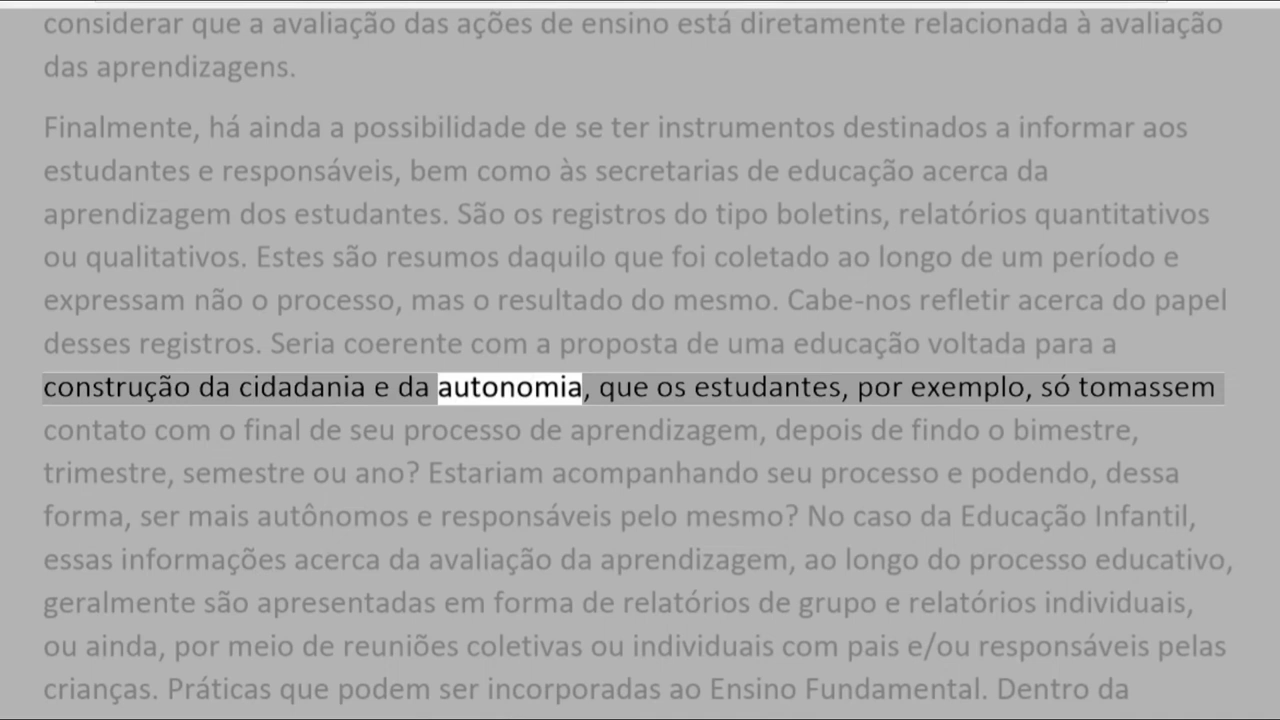 considerar que a avaliação das ações de ensino está diretamente relacionada à avaliação
das aprendizagens.
Finalmente, há ainda a possibilidade de se ter instrumentos destinados a informar aos
estudantes e responsáveis, bem como às secretarias de educação acerca da
aprendizagem dos estudantes. São os registros do tipo boletins, relatórios quantitativos
ou qualitativos. Estes são resumos daquilo que foi coletado ao longo de um período e
expressam não o processo, mas o resultado do mesmo. Cabe-nos refletir acerca do papel
desses registros. Seria coerente com a proposta de uma educação voltada para a
construção da cidadania e da autonomia, que os estudantes, por exemplo, só tomassem
contato com o final de seu processo de aprendizagem, depois de findo o bimestre,
trimestre, semestre ou ano? Estariam acompanhando seu processo e podendo, dessa
forma, ser mais autônomos e responsáveis pelo mesmo? No caso da Educação Infantil,
essas informações acerca da avaliação da aprendizagem, ao longo do processo educativo,
geralmente são apresentadas em forma de relatórios de grupo e relatórios individuais,
ou ainda, por meio de reuniões coletivas ou individuais com pais e/ou responsáveis pelas
crianças. Práticas que podem ser incorporadas ao Ensino Fundamental. Dentro da